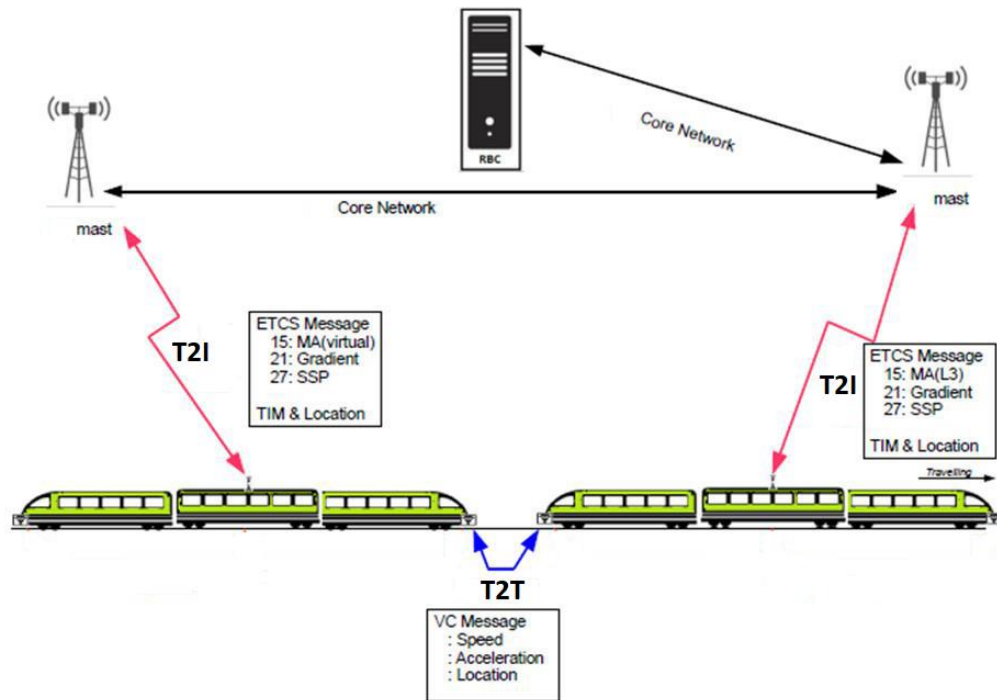 RBC
Core Network
mast
Core Network
mast
ETCS Message
15: MA(virtual)
21: Gradient
27: SSP
TIM & Location
T2I
T2I
ETCS Message
15: MA(L3)
21: Gradient
27: SSP
TIM & Location
Travelling
T2T
VC Message
: Speed
: Acceleration
: Location